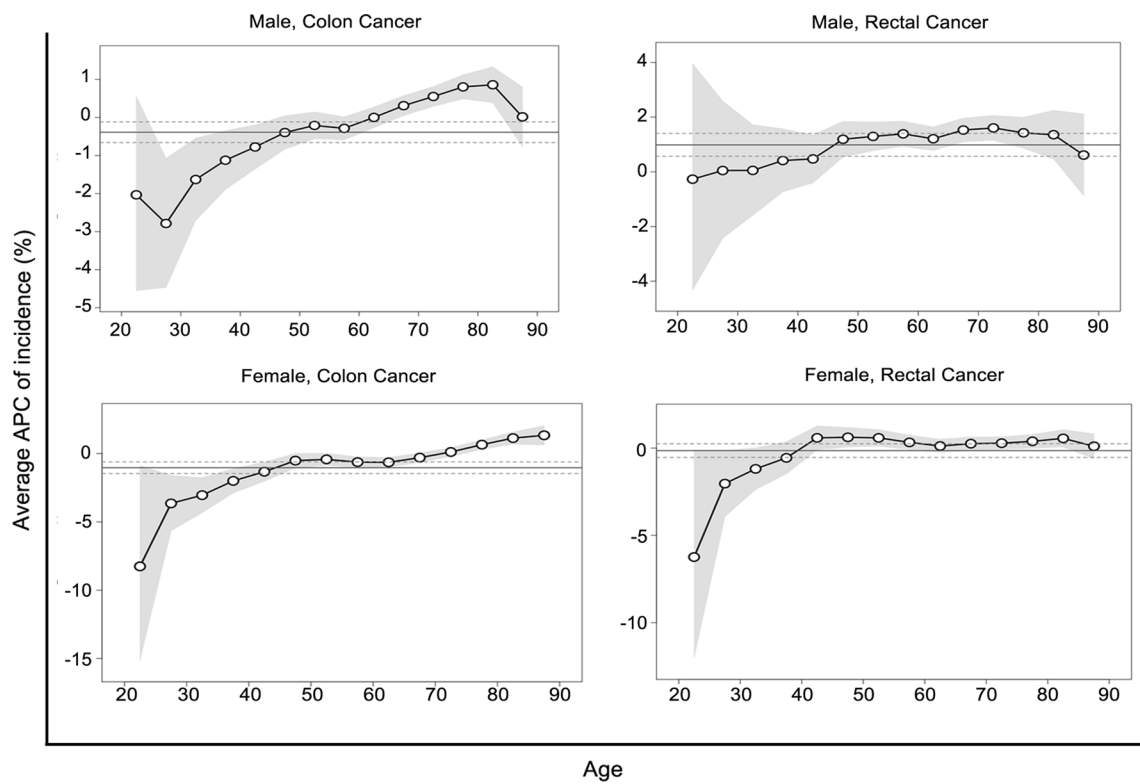 Male, Colon Cancer
Male, Rectal Cancer
1
0
-1
-2
-3
-4
-5
20 30 40 50 60 70 80 90
4
2
0
-2
-4
20 30 40 50 60 70 80 90
Average APC of incidence (%)
Female, Colon Cancer
Female, Rectal Cancer
0
-5
-10
-15
20 30 40 50 60 70 80 90
0
-5
-10
20 30 40 50 60 70 80 90
Age